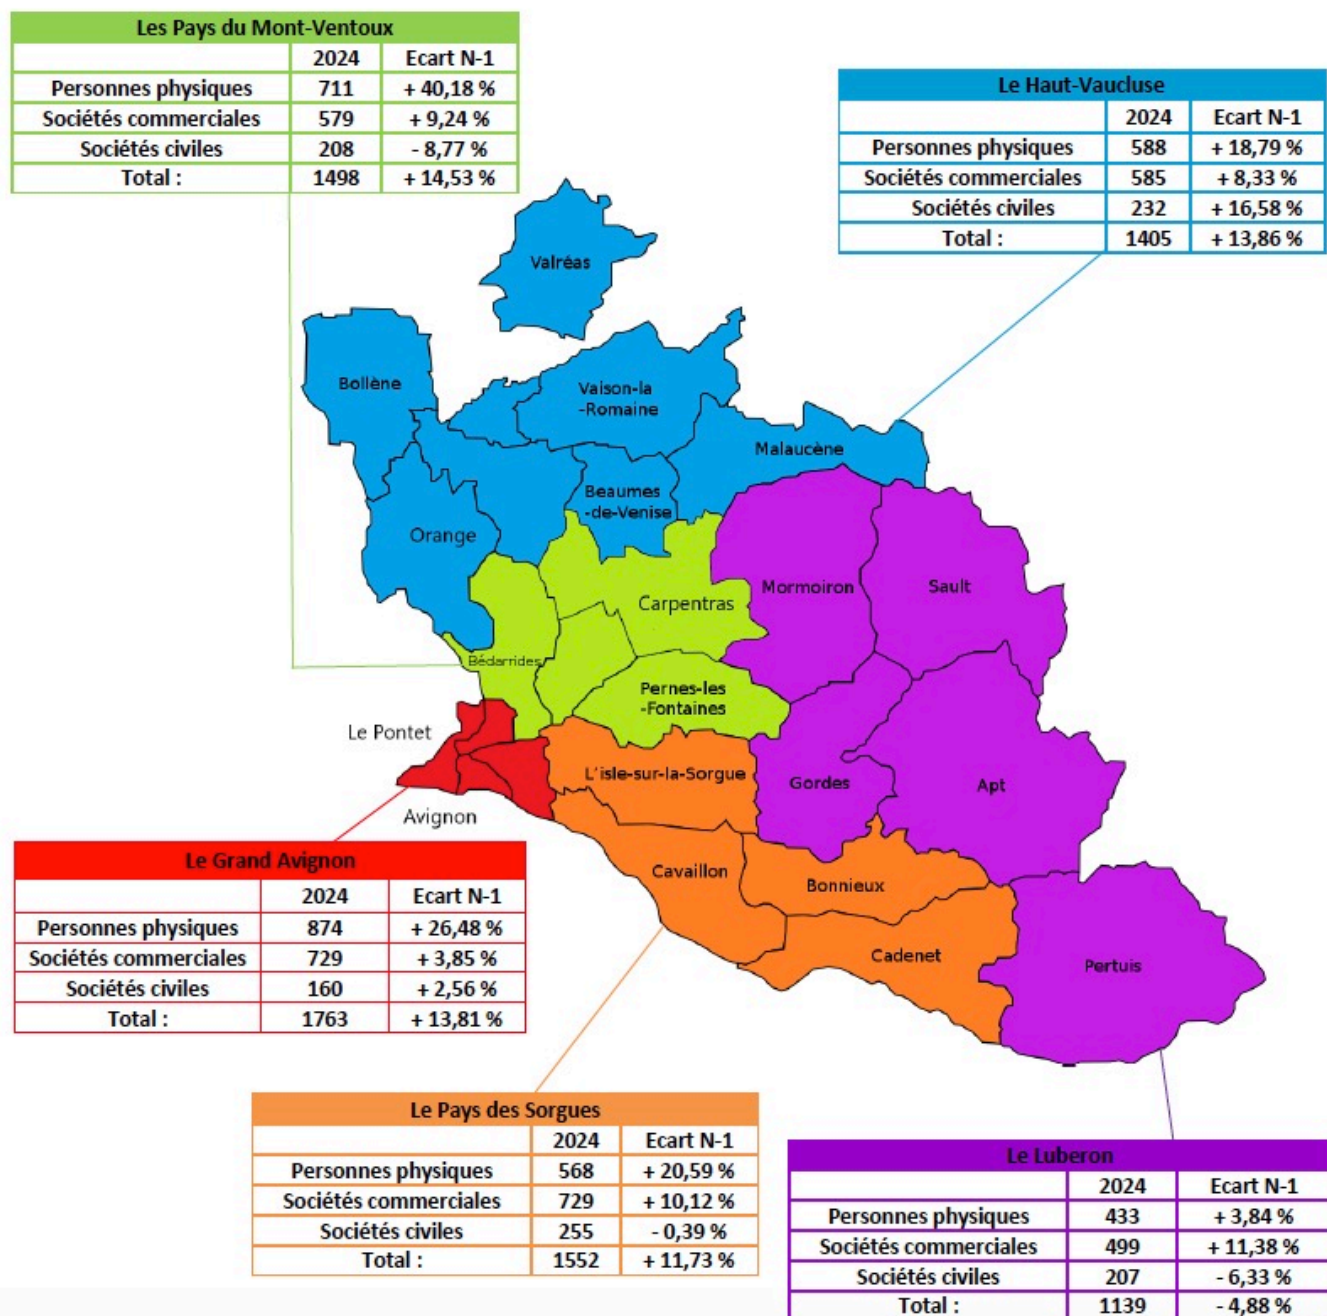 Les Pays du Mont-Ventoux
2024 Ecart N-1
Personnes physiques 711 + 40,18 %
Sociétés commerciales 579 + 9,24 %
Sociétés civiles 208 - 8,77 %
Total : 1498 + 14,53 %
Le Haut-Vaucluse
2024 Ecart N-1
Personnes physiques 588 + 18,79 %
Sociétés commerciales 585 + 8,33 %
Sociétés civiles 232 + 16,58 %
Total : 1405 + 13,86 %
Valréas
Bollène
Vaison-la
-Romaine
Malaucène
Beaumes
-de-Venise
Orange
Mormoiron
Sault
Carpentras
Bédarrides
Pernes-les
-Fontaines
Le Pontet
L'isle-sur-la-Sorgue
Gordes
Apt
Avignon
Cavaillon
Bonnieux
Cadenet
Pertuis
Le Grand Avignon
2024 Ecart N-1
Personnes physiques 874 + 26,48 %
Sociétés commerciales 729 + 3,85 %
Sociétés civiles 160 + 2,56 %
Total : 1763 + 13,81 %
Le Pays des Sorgues
2024 Ecart N-1
Personnes physiques 568 + 20,59 %
Sociétés commerciales 729 + 10,12 %
Sociétés civiles 255 - 0,39 %
Total : 1552 + 11,73 %
Le Luberon
2024 Ecart N-1
Personnes physiques 433 + 3,84 %
Sociétés commerciales 499 + 11,38 %
Sociétés civiles 207 - 6,33 %
Total : 1139 - 4,88 %